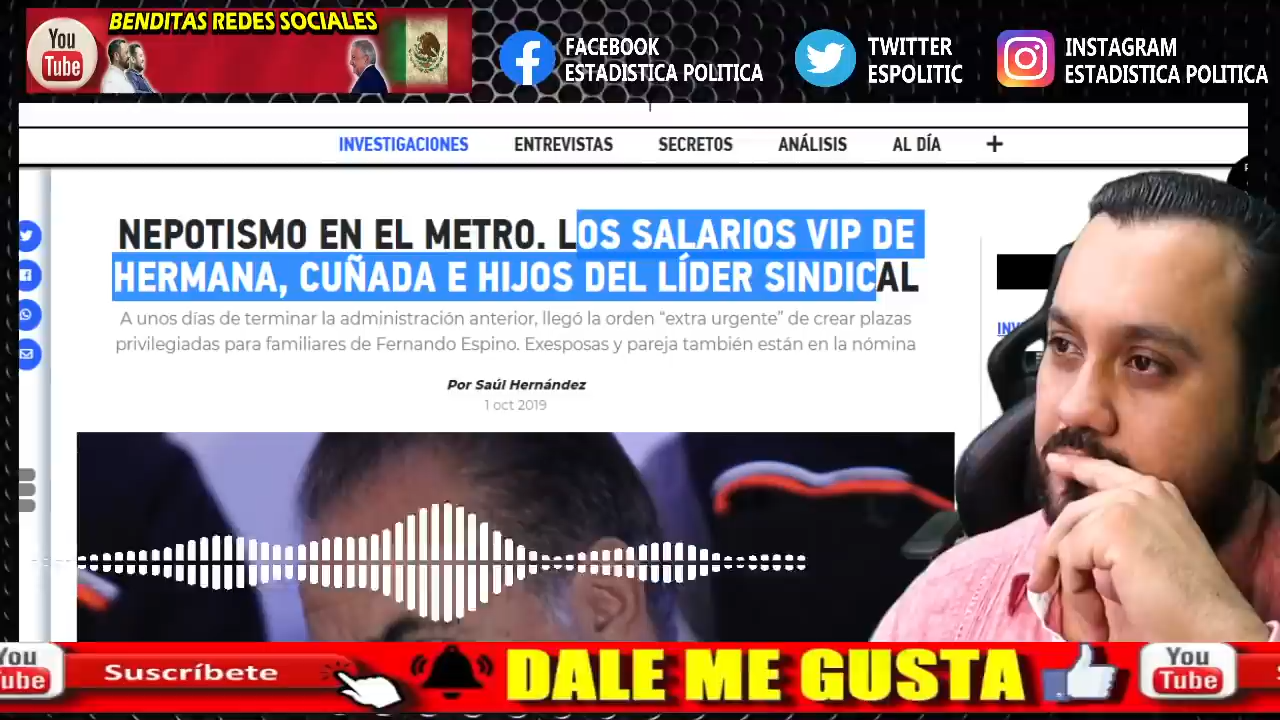 BENDITAS REDES SOCIALES
You
Tube
FACEBOOK
ESTADISTICA POLITICA
TWITTER
ESPOLITIC
INSTAGRAM
ESTADISTICA POLITICA
INVESTIGACIONES ENTREVISTAS SECRETOS ANÁLISIS AL DÍA +
NEPOTISMO EN EL METRO. LOS SALARIOS VIP DE
HERMANA, CUÑADA E HIJOS DEL LÍDER SINDICAL
A unos días de terminar la administración anterior, llegó la orden “extra urgente” de crear plazas
privilegiadas para familiares de Fernando Espino. Exesposas y pareja también están en la nómina
Por Saúl Hernández
1 oct 2019
INV
You
Tube
Suscríbete
DALE ME GUSTA
You
Tube